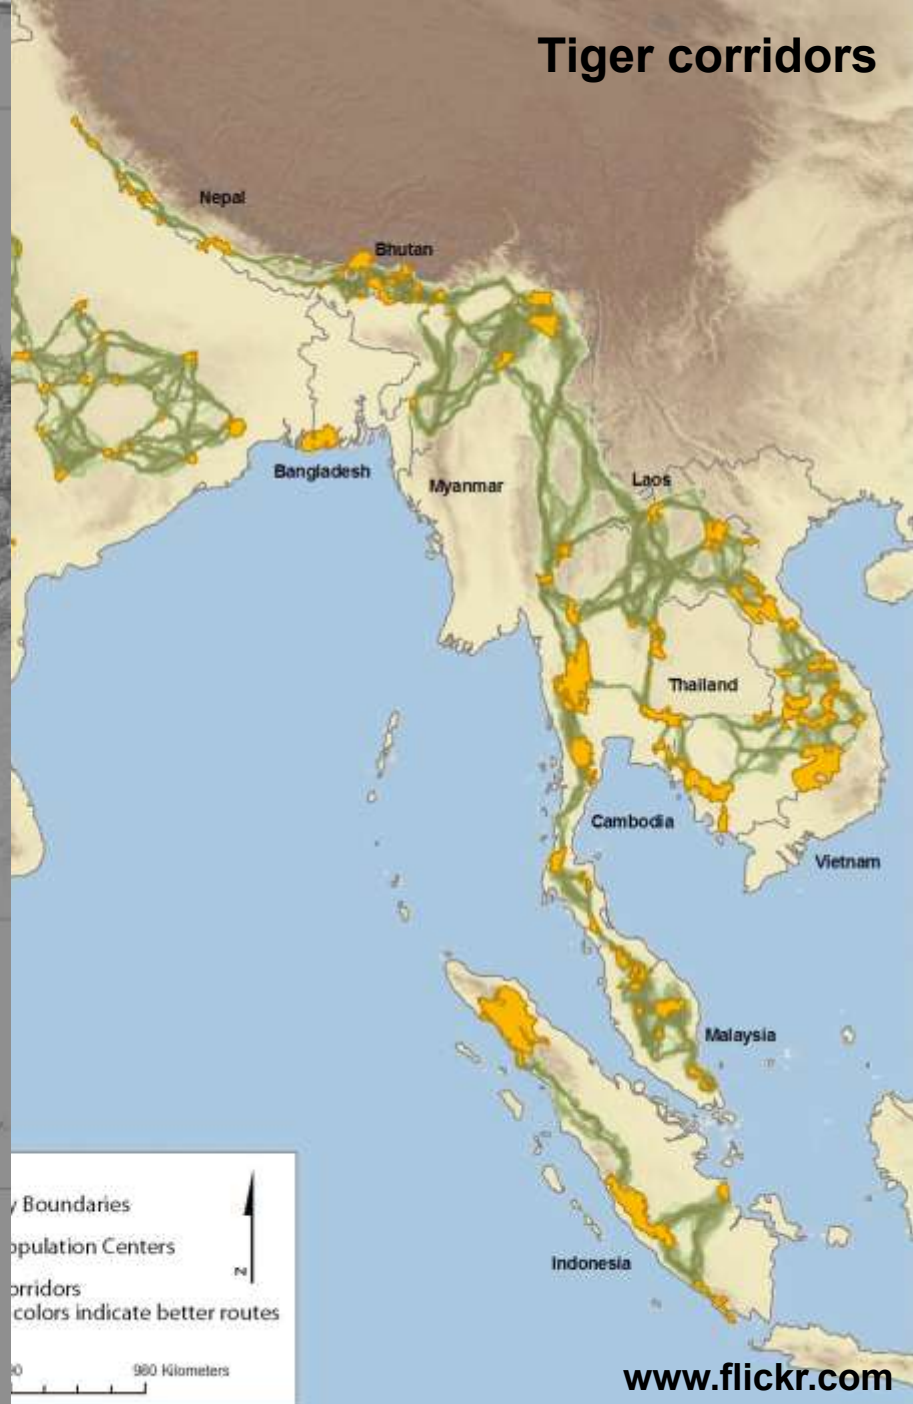 Tiger corridors
Nepal
Bhutan
Bangladesh
Myanmar
Laos
Thailand
Cambodia
Vietnam
Malaysia
Indonesia
Boundaries
opulation Centers
orridors
colors indicate better routes
N
980 Kilometers
www.flickr.com